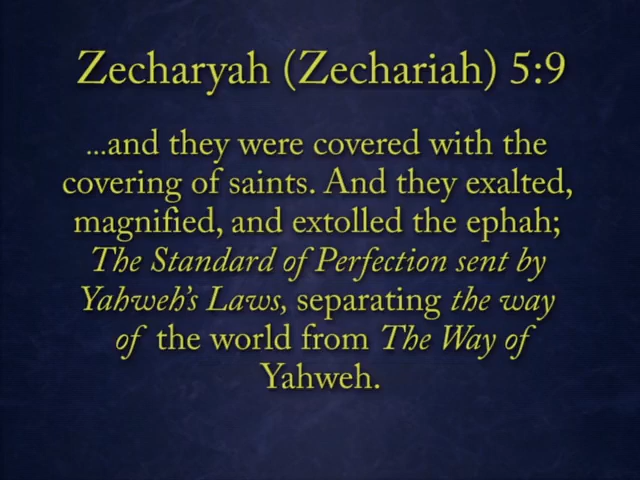 Zecharyah (Zechariah) 5:9
...and they were covered with the
covering of saints. And they exalted,
magnified, and extolled the ephah;
The Standard of Perfection sent by
Yahweh's Laws, separating the way
of the world from The Way of
Yahweh.